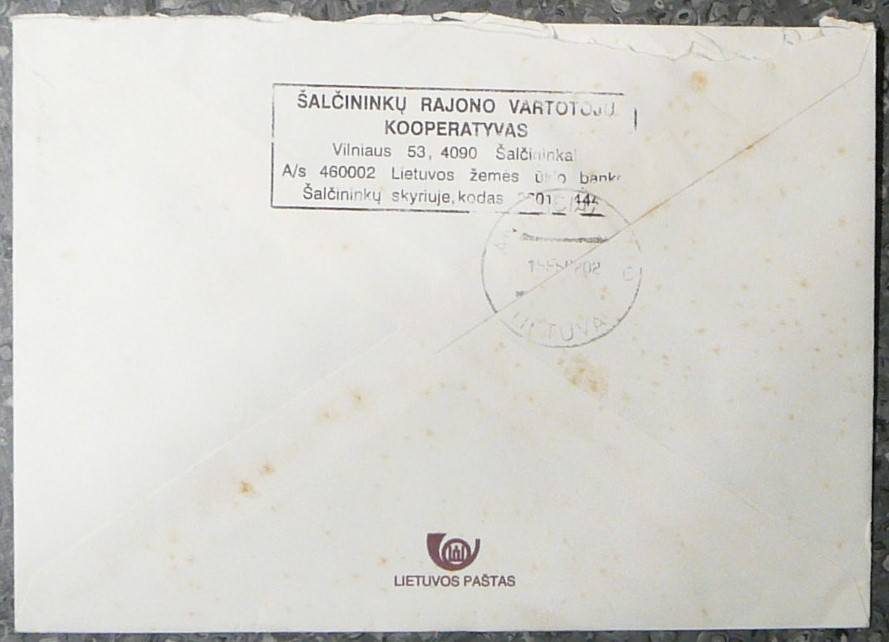 ŠALČININKŲ RAJONO VARTOTOJŲ
KOOPERATYVAS
Vilniaus 53, 4090 Šalčininkai
A/s 460002 Lietuvos žemės ūkio banko
Šalčininkų skyriuje, kodas
LIETUVA
LIETUVOS PAŠTAS